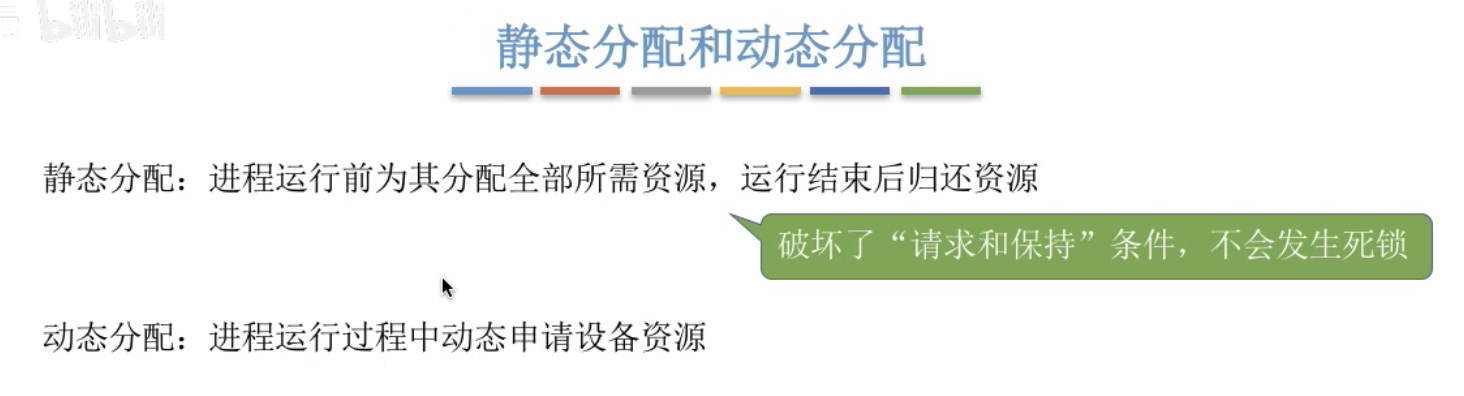 bilibili
静态分配和动态分配
静态分配：进程运行前为其分配全部所需资源，运行结束后归还资源
破坏了“请求和保持”条件，不会发生死锁
动态分配：进程运行过程中动态申请设备资源